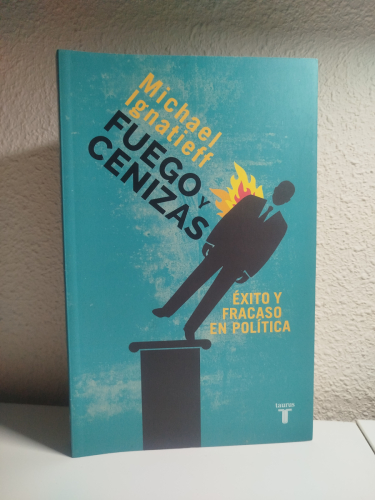 Michael
Ignatieff
FUEGO Y
CENIZAS
ÉXITO Y
FRACASO
EN POLÍTICA
taurus
T